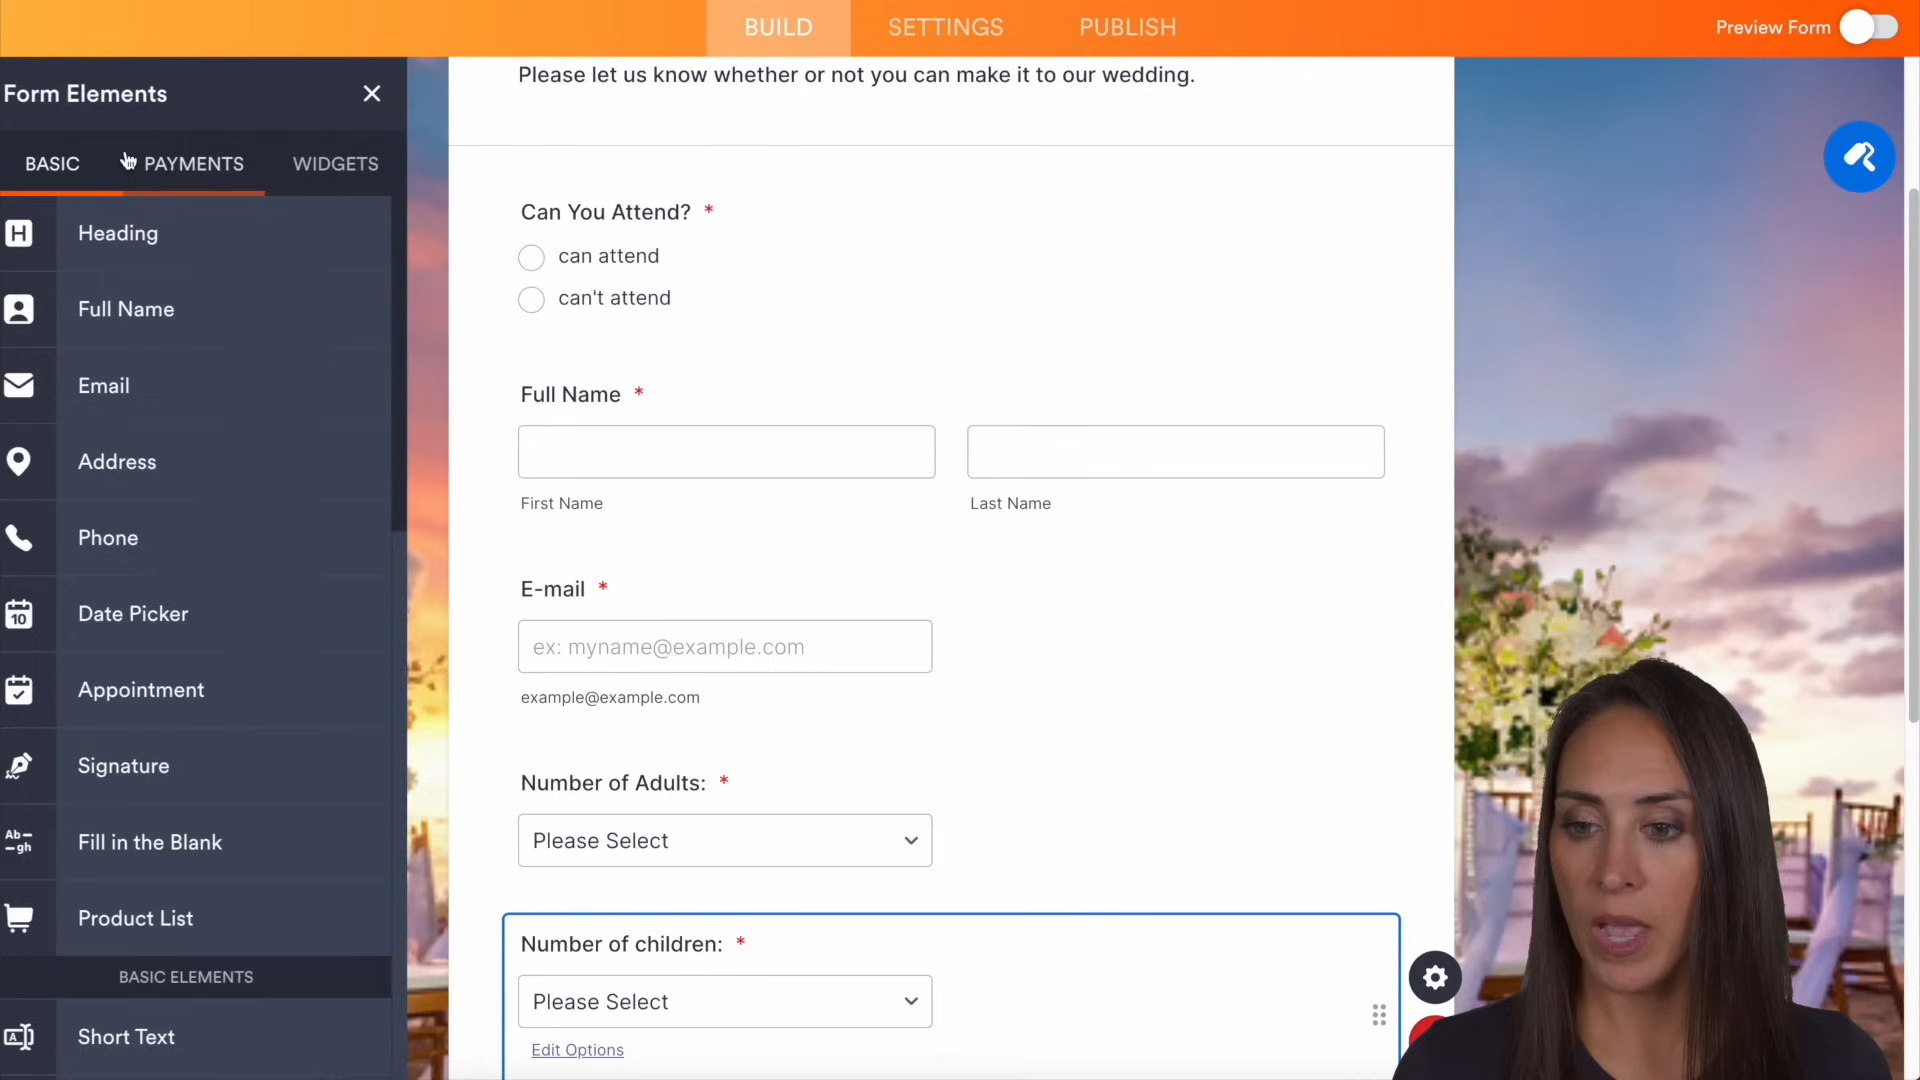 BUILD
SETTINGS
PUBLISH
Preview Form
Form Elements
BASIC
PAYMENTS
WIDGETS
H
Heading
Full Name
Email
Address
Phone
10
Date Picker
Appointment
Signature
Ab
gh
Fill in the Blank
Product List
BASIC ELEMENTS
A
Short Text
Please let us know whether or not you can make it to our wedding.
Can You Attend? *
can attend
can't attend
Full Name *
First Name
Last Name
E-mail *
ex: myname@example.com
example@example.com
Number of Adults: *
Please Select
Number of children: *
Please Select
Edit Options